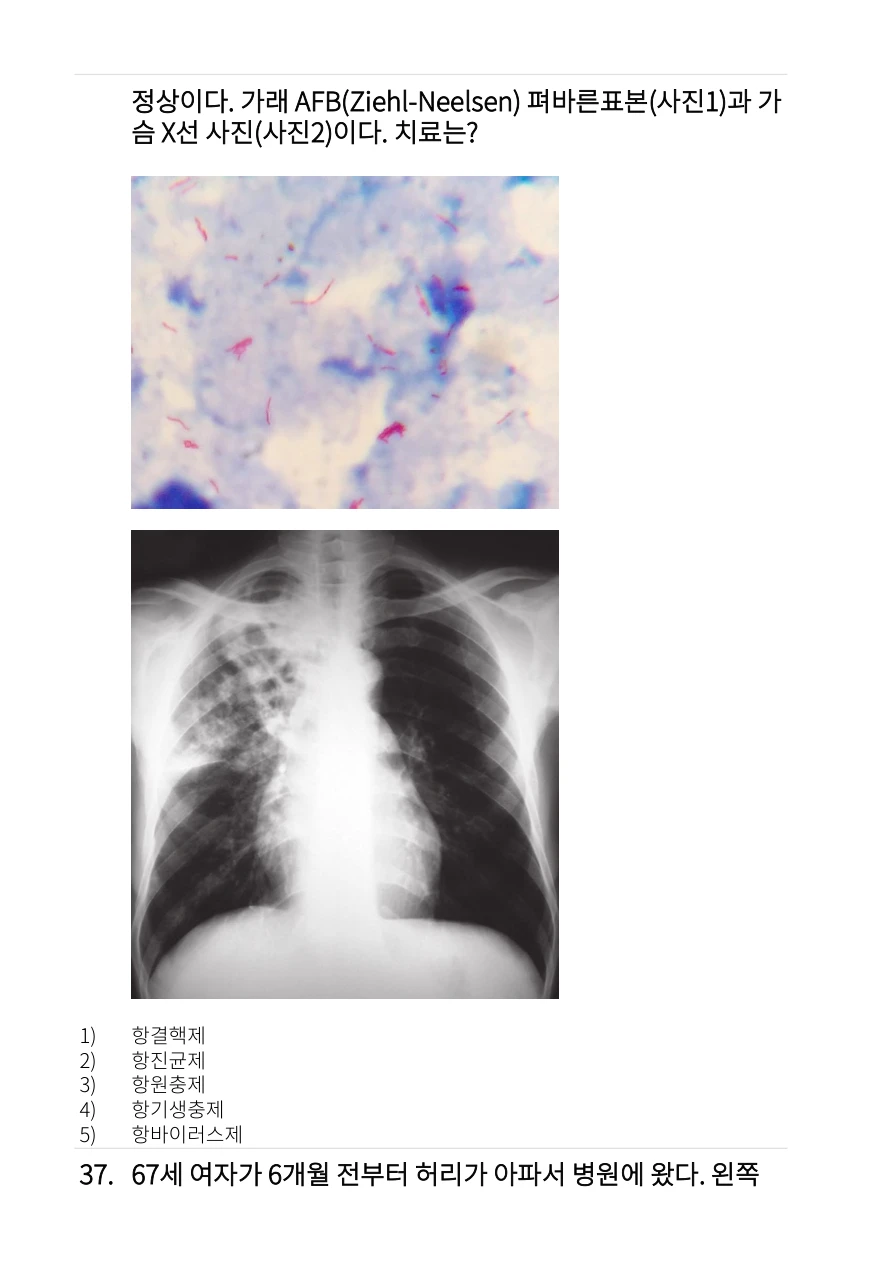 정상이다. 가래 AFB(Ziehl-Neelsen) 펴바른표본(사진1)과 가
슴 X선 사진(사진2)이다. 치료는?
1) 항결핵제
2) 항진균제
3) 항원충제
4) 항기생충제
5) 항바이러스제
37. 67세 여자가 6개월 전부터 허리가 아파서 병원에 왔다. 왼쪽